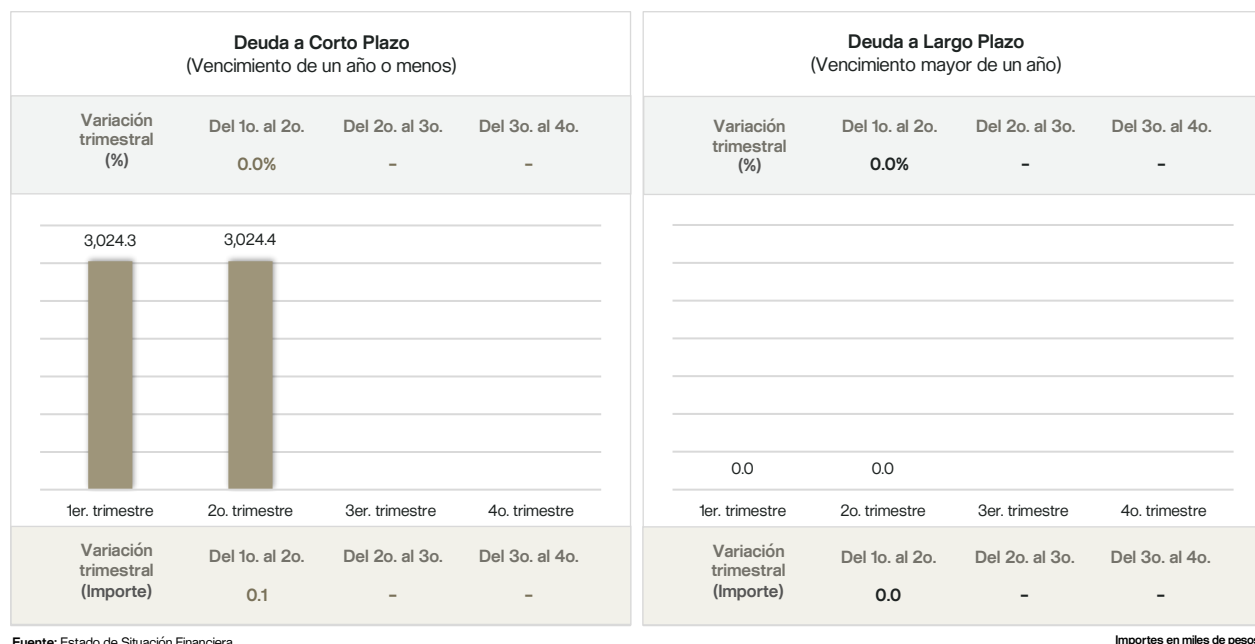 Deuda a Corto Plazo
(Vencimiento de un año o menos)
Variación
trimestral
(%)
Del 1o. al 2o.
Del 2o. al 3o.
Del 3o. al 4o.
0.0%
–
–
3,024.3
3,024.4
1er. trimestre
2o. trimestre
3er. trimestre
4o. trimestre
Variación
trimestral
(Importe)
Del 1o. al 2o.
Del 2o. al 3o.
Del 3o. al 4o.
0.1
–
–
Deuda a Largo Plazo
(Vencimiento mayor de un año)
Variación
trimestral
(%)
Del 1o. al 2o.
Del 2o. al 3o.
Del 3o. al 4o.
0.0%
–
–
0.0
0.0
1er. trimestre
2o. trimestre
3er. trimestre
4o. trimestre
Variación
trimestral
(Importe)
Del 1o. al 2o.
Del 2o. al 3o.
Del 3o. al 4o.
0.0
–
–
Fuente: Estado de Situación Financiera
Importes en miles de pesos